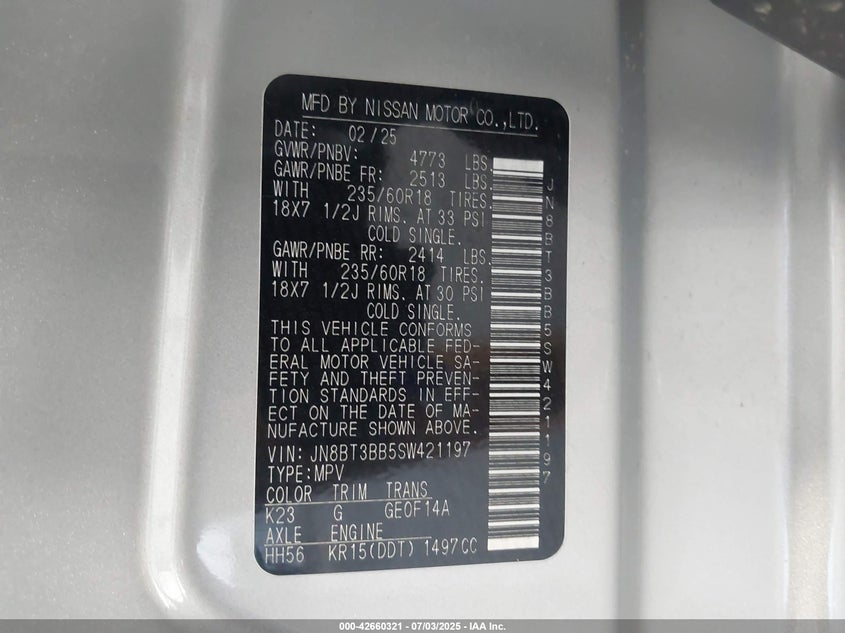 MFD BY NISSAN MOTOR CO.,LTD.
DATE: 02/25
GVWR/PNBV: 4773 LBS.
GAWR/PNBE FR: 2513 LBS.
WITH 235/60R18 TIRES.
18X7 1/2J RIMS. AT 33 PSI
COLD SINGLE.
GAWR/PNBE RR: 2414 LBS.
WITH 235/60R18 TIRES.
18X7 1/2J RIMS. AT 30 PSI
COLD SINGLE.
THIS VEHICLE CONFORMS
TO ALL APPLICABLE FED-
ERAL MOTOR VEHICLE SA-
FETY AND THEFT PREVEN-
TION STANDARDS IN EFF-
ECT ON THE DATE OF MA-
NUFACTURE SHOWN ABOVE.
VIN: JN8BT3BB5SW421197
TYPE:MPV
COLOR TRIM TRANS
K23 G GE0F14A
AXLE ENGINE
HH56 KR15(DDT) 1497CC
JN8BT3BB5SW421197
000-42660321 | 07/03/2025 - IAA Inc.